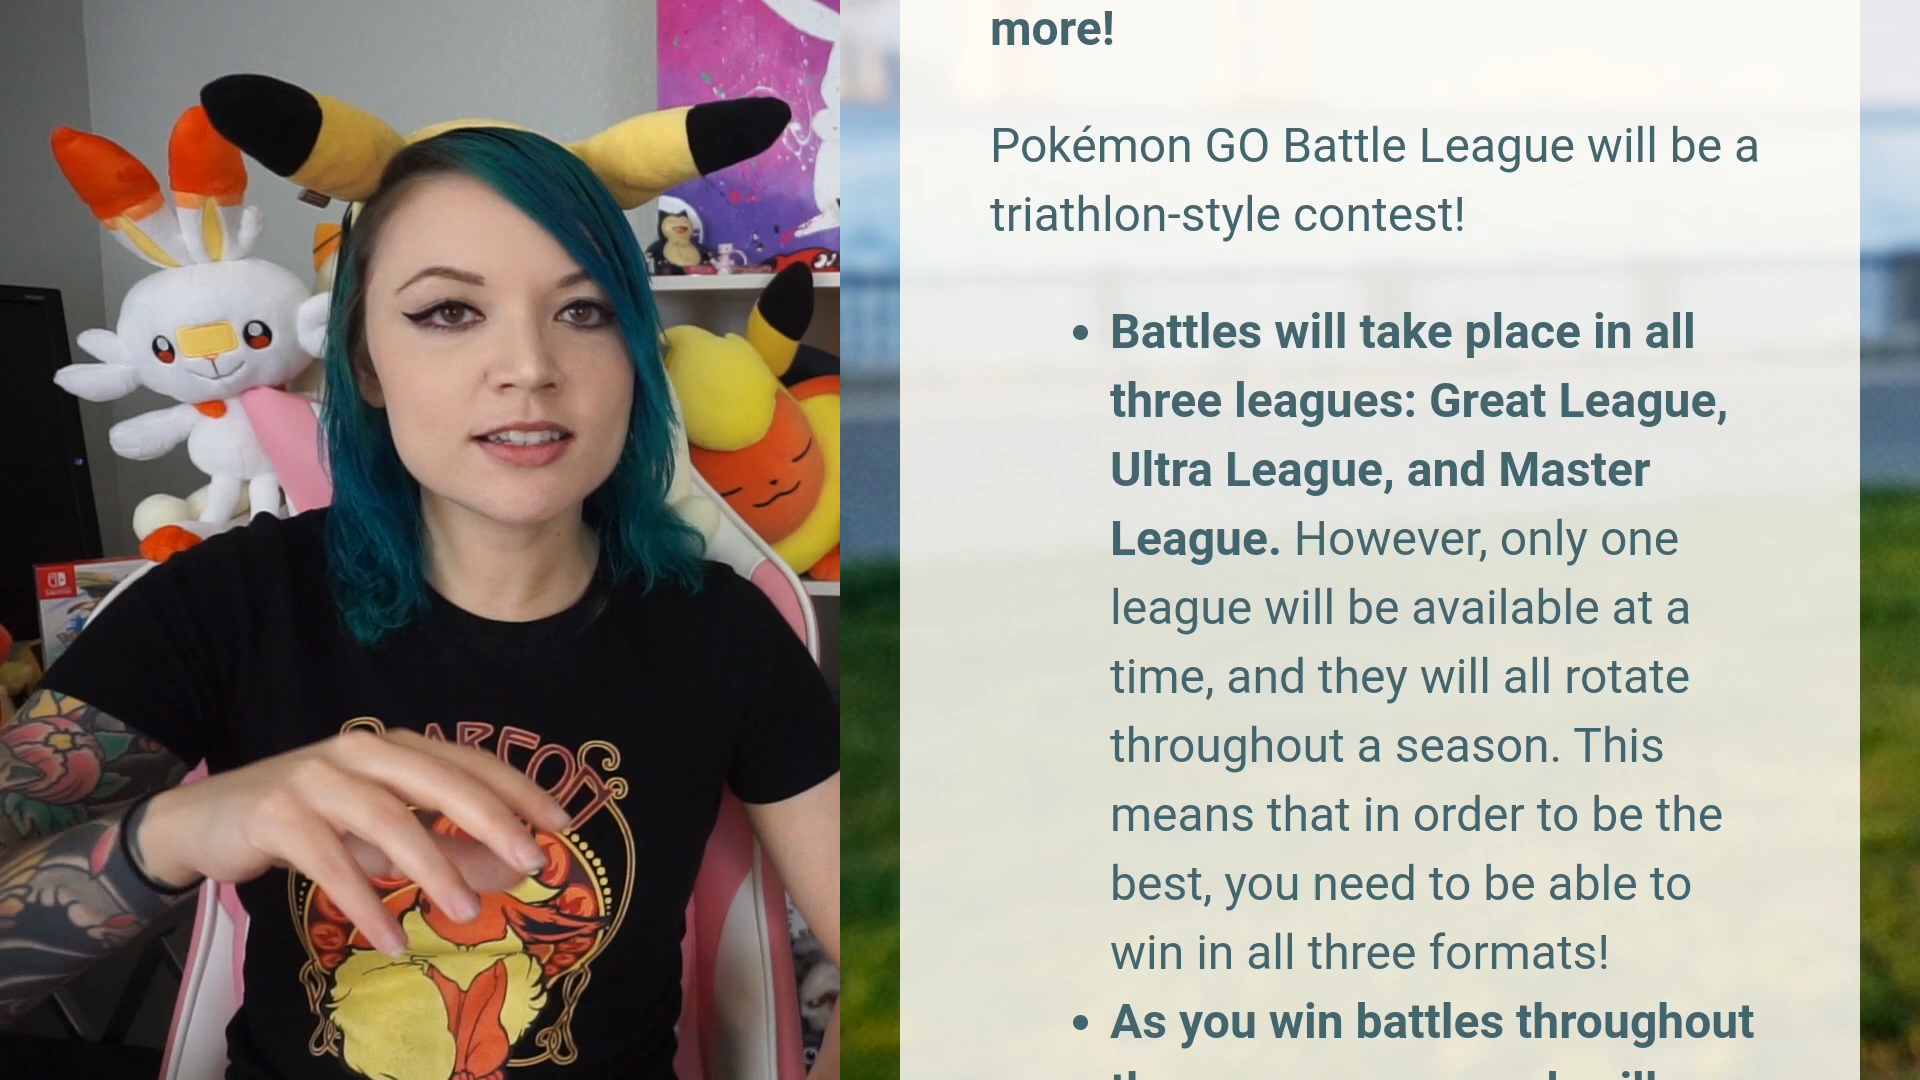 more!
Pokémon GO Battle League will be a
triathlon-style contest!
• Battles will take place in all
three leagues: Great League,
Ultra League, and Master
League. However, only one
league will be available at a
time, and they will all rotate
throughout a season. This
means that in order to be the
best, you need to be able to
win in all three formats!
• As you win battles throughout